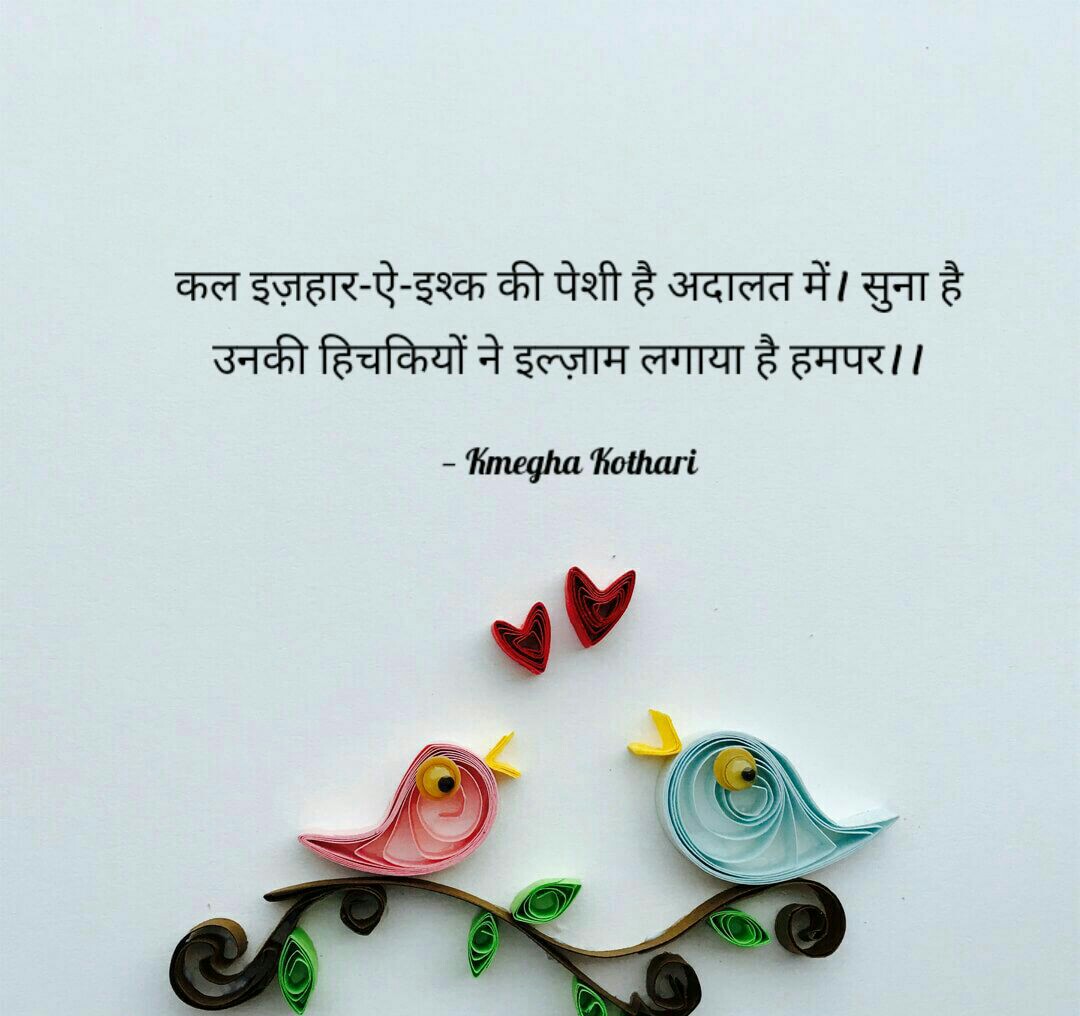 कल इज़हार-ऐ-इश्क की पेशी है अदालत में। सुना है
उनकी हिचकियों ने इल्ज़ाम लगाया है हमपर।।
- Kmegha Kothari